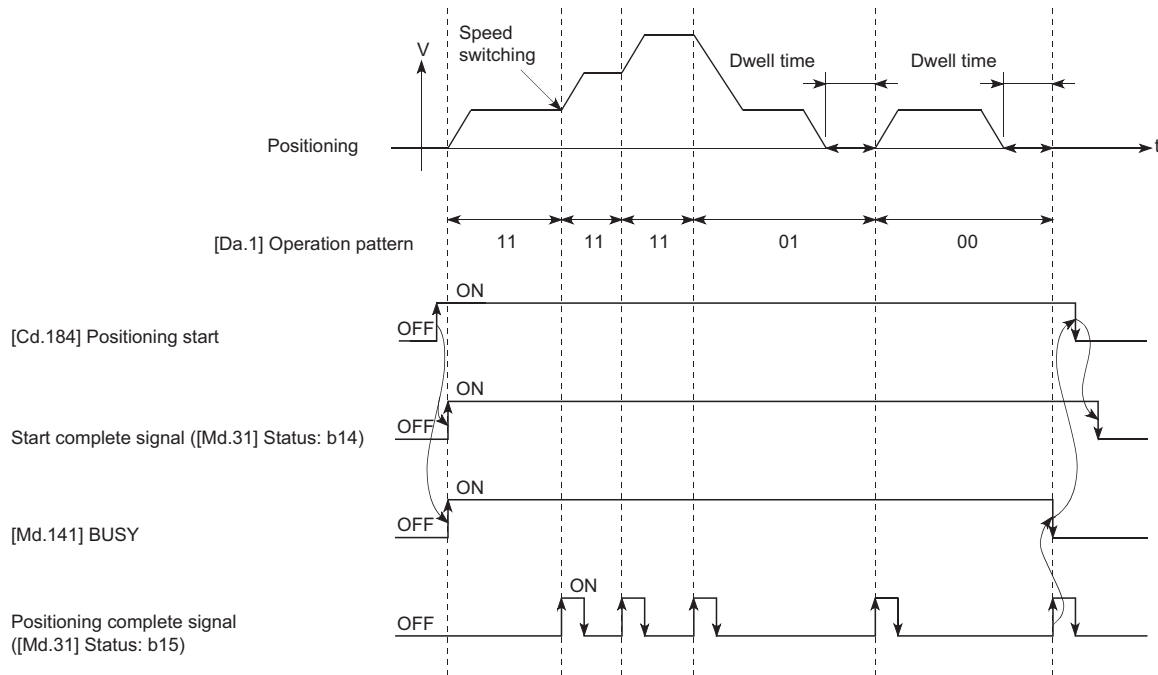 Speed
switching
V
Dwell time
Dwell time
Positioning
t
[Da.1] Operation pattern
11
11
11
01
00
ON
OFF
[Cd.184] Positioning start
ON
OFF
Start complete signal ([Md.31] Status: b14)
ON
OFF
[Md.141] BUSY
ON
OFF
Positioning complete signal
([Md.31] Status: b15)